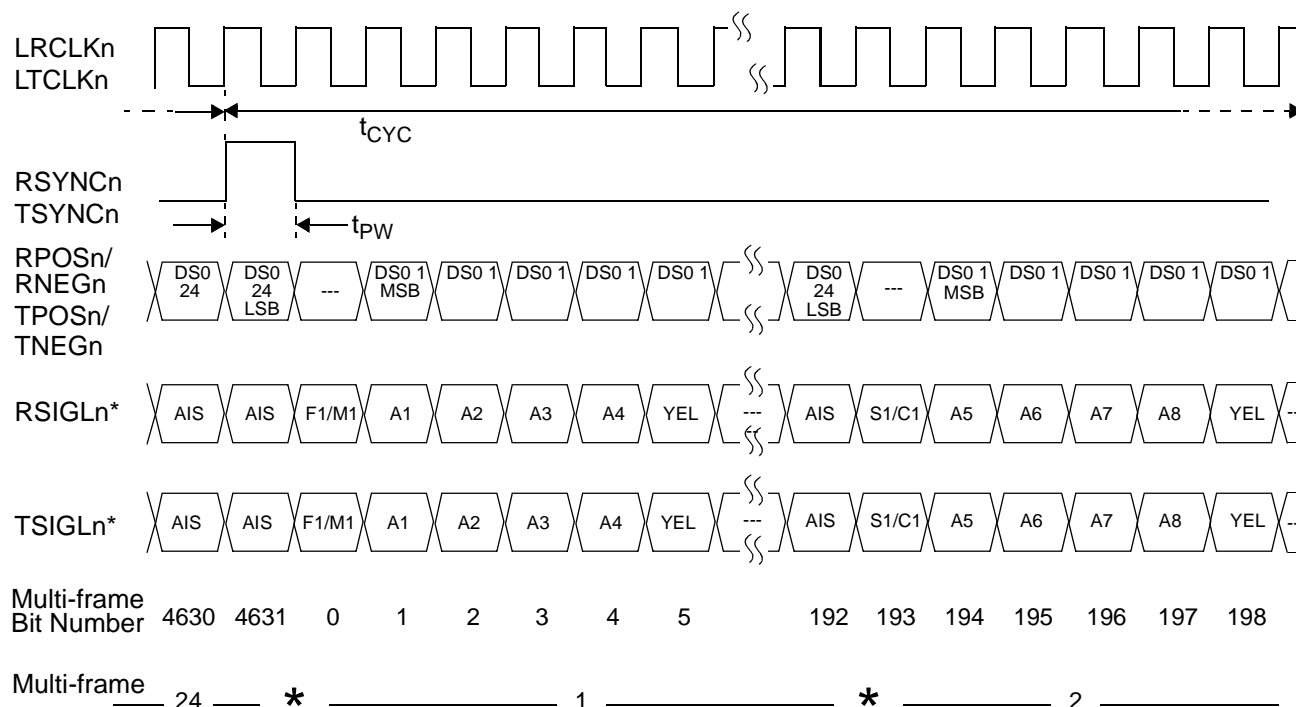 LRCLKn
LTCLKn
tCYC
RSYNCn
TSYNCn
tPW
RPOSn/
RNEGn
TPOSn/
TNEGn
DS0 24
DS0 24 LSB
---
DS0 1 MSB
DS0 1
DS0 1
DS0 1
DS0 1
DS0 24 LSB
---
DS0 1 MSB
DS0 1
DS0 1
DS0 1
DS0 1
RSIGLn* AIS AIS F1/M1 A1 A2 A3 A4 YEL --- -- AIS S1/C1 A5 A6 A7 A8 YEL --
TSIGLn* AIS AIS F1/M1 A1 A2 A3 A4 YEL --- AIS S1/C1 A5 A6 A7 A8 YEL --
Multi-frame
Bit Number 4630 4631 0 1 2 3 4 5 192 193 194 195 196 197 198
Multi-frame
24 * 1 * 2